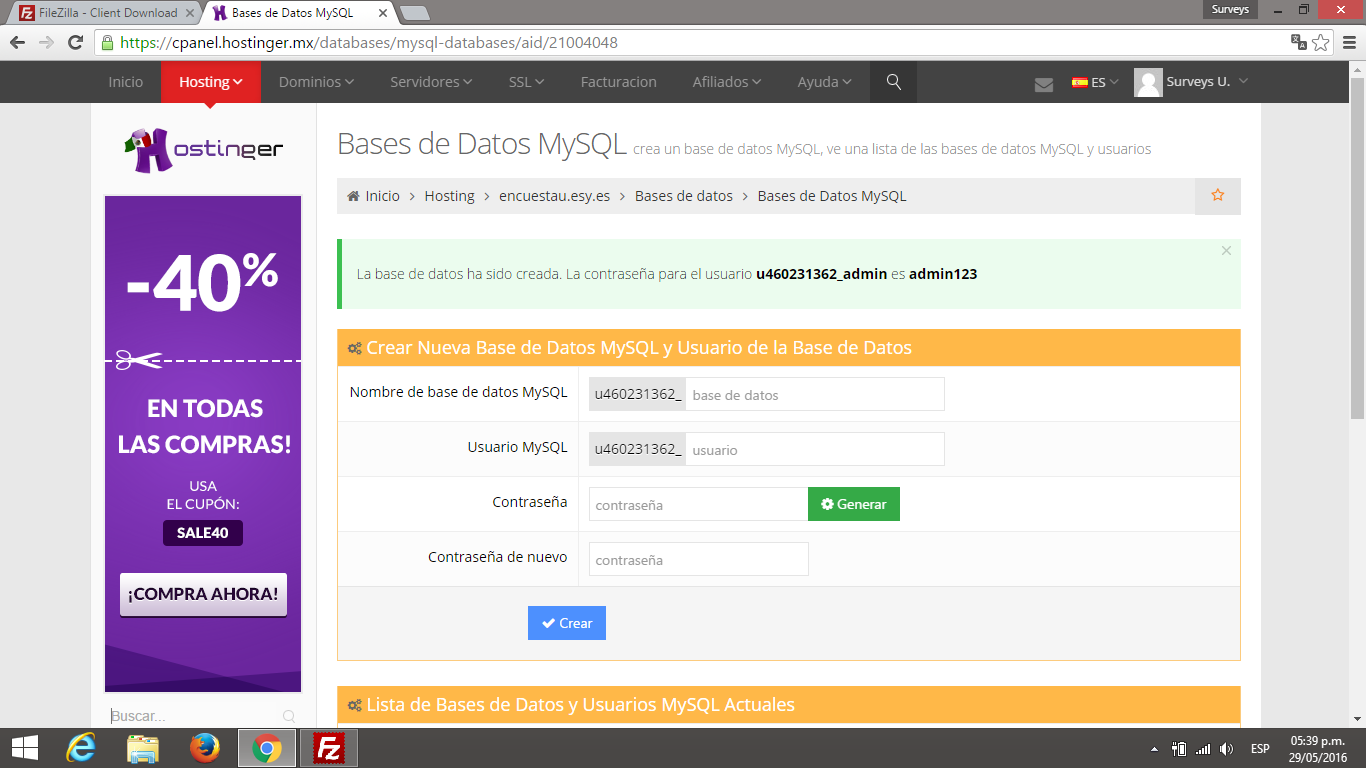 FileZilla - Client Download
Bases de Datos MySQL
Surveys
https://cpanel.hostinger.mx/databases/mysql-databases/aid/21004048
Inicio
Hosting
Dominios
Servidores
SSL
Facturacion
Afiliados
Ayuda
ES
Surveys U.
Hostinger
-40%
EN TODAS
LAS COMPRAS!
USA
EL CUPÓN:
SALE40
¡COMPRA AHORA!
Buscar...
Bases de Datos MySQL crea un base de datos MySQL, ve una lista de las bases de datos MySQL y usuarios
Inicio > Hosting > encuestau.esy.es > Bases de datos > Bases de Datos MySQL
La base de datos ha sido creada. La contraseña para el usuario u460231362_admin es admin123
Crear Nueva Base de Datos MySQL y Usuario de la Base de Datos
Nombre de base de datos MySQL u460231362_ base de datos
Usuario MySQL u460231362_ usuario
Contraseña contraseña Generar
Contraseña de nuevo contraseña
Crear
Lista de Bases de Datos y Usuarios MySQL Actuales
ESP
05:39 p.m.
29/05/2016